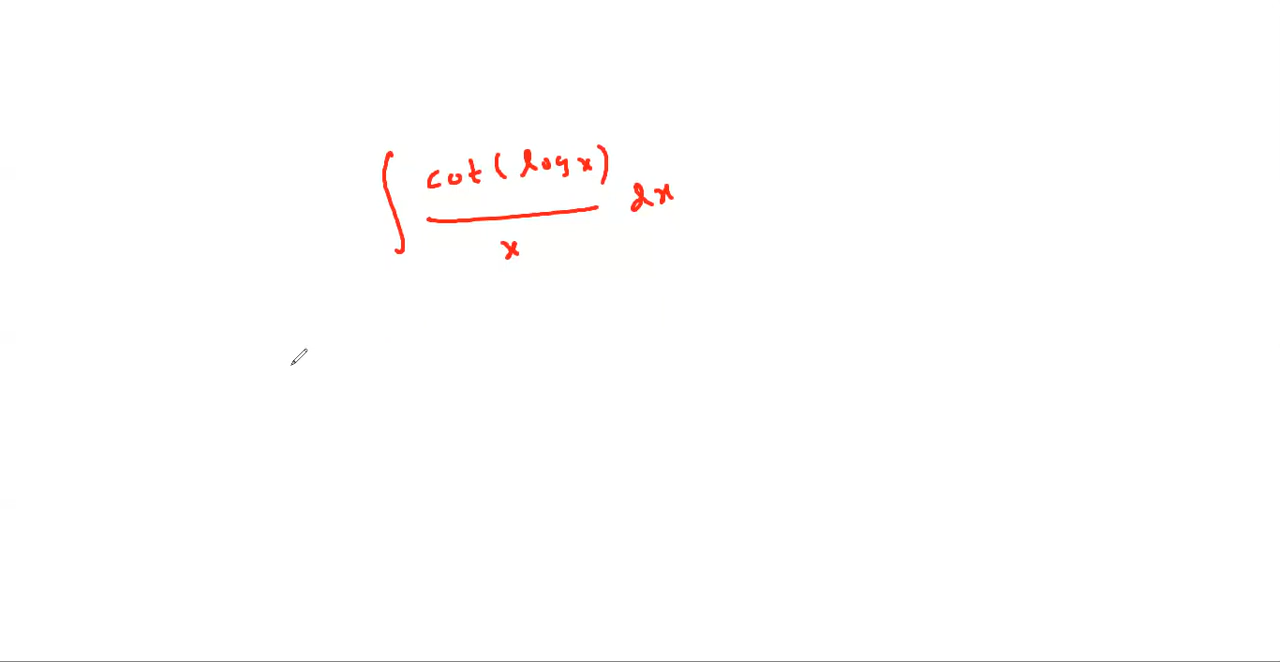 ∫ cot(log x) / x dx